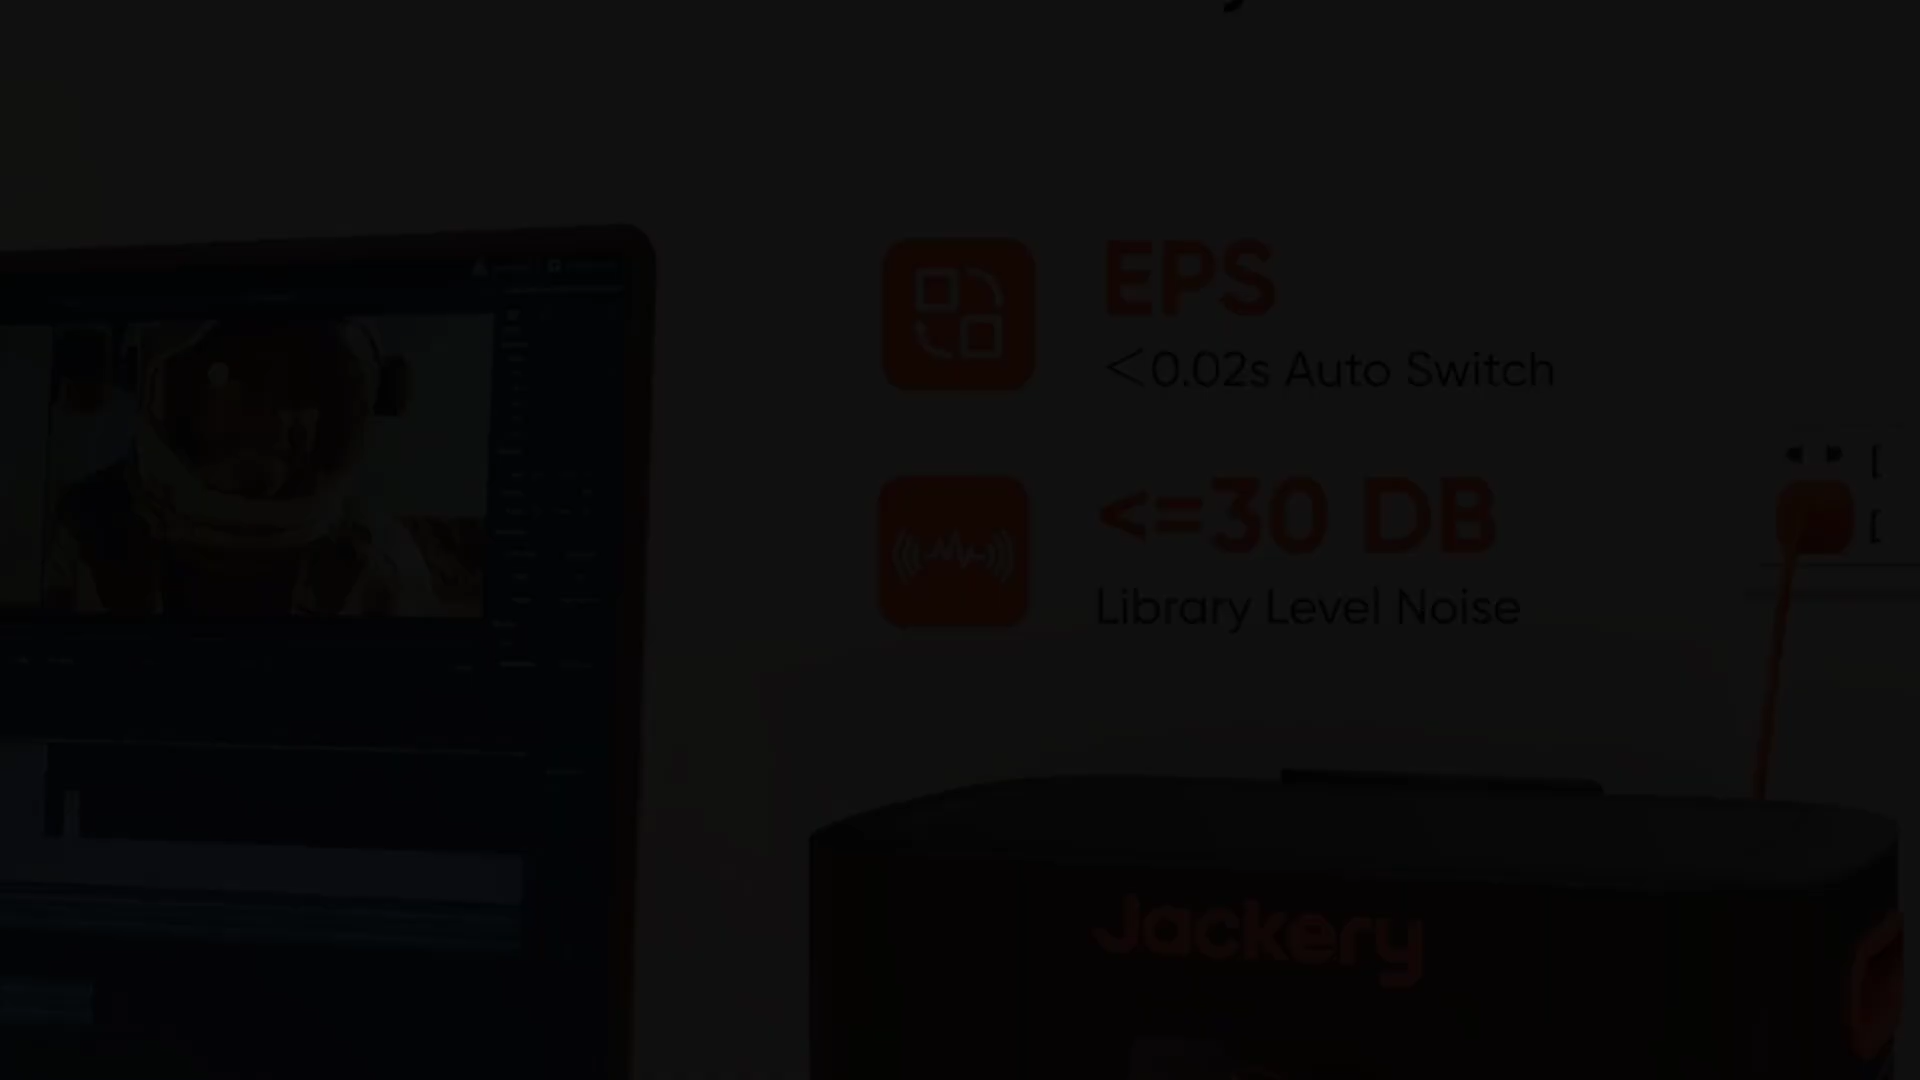 EPS
<0.02s Auto Switch
<=30 DB
Library Level Noise
Jackery